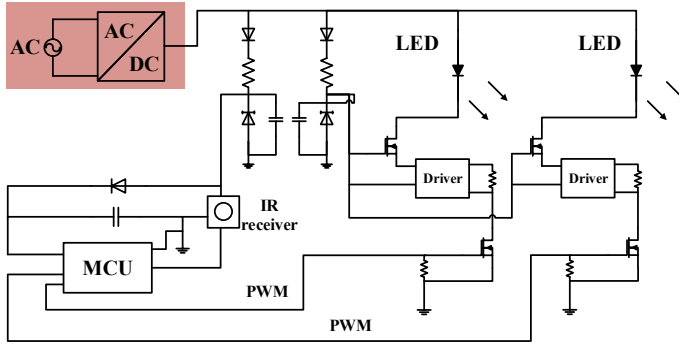 AC
AC
DC
LED
LED
Driver
Driver
IR
receiver
MCU
PWM
PWM